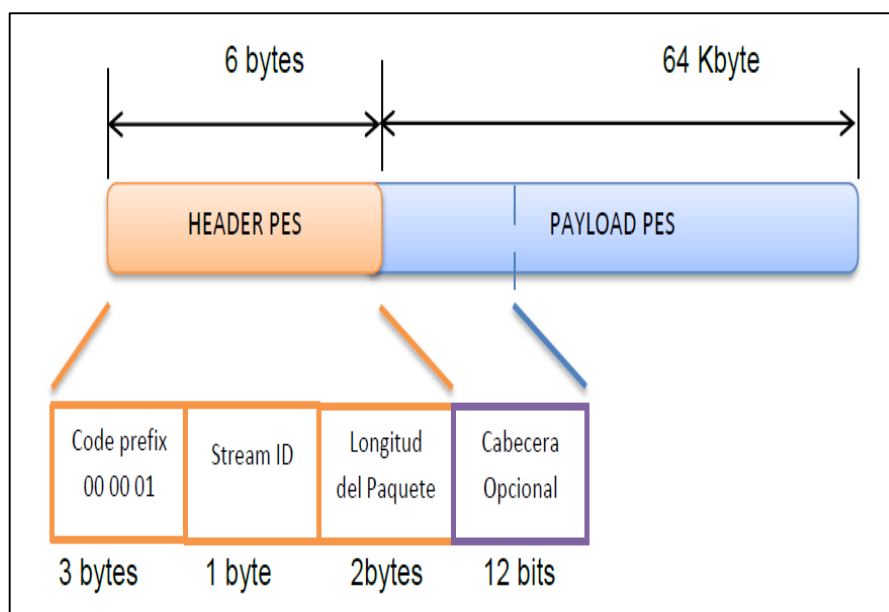 6 bytes
64 Kbyte
HEADER PES
PAYLOAD PES
Code prefix
00 00 01
Stream ID
Longitud
del Paquete
Cabecera
Opcional
3 bytes
1 byte
2bytes
12 bits